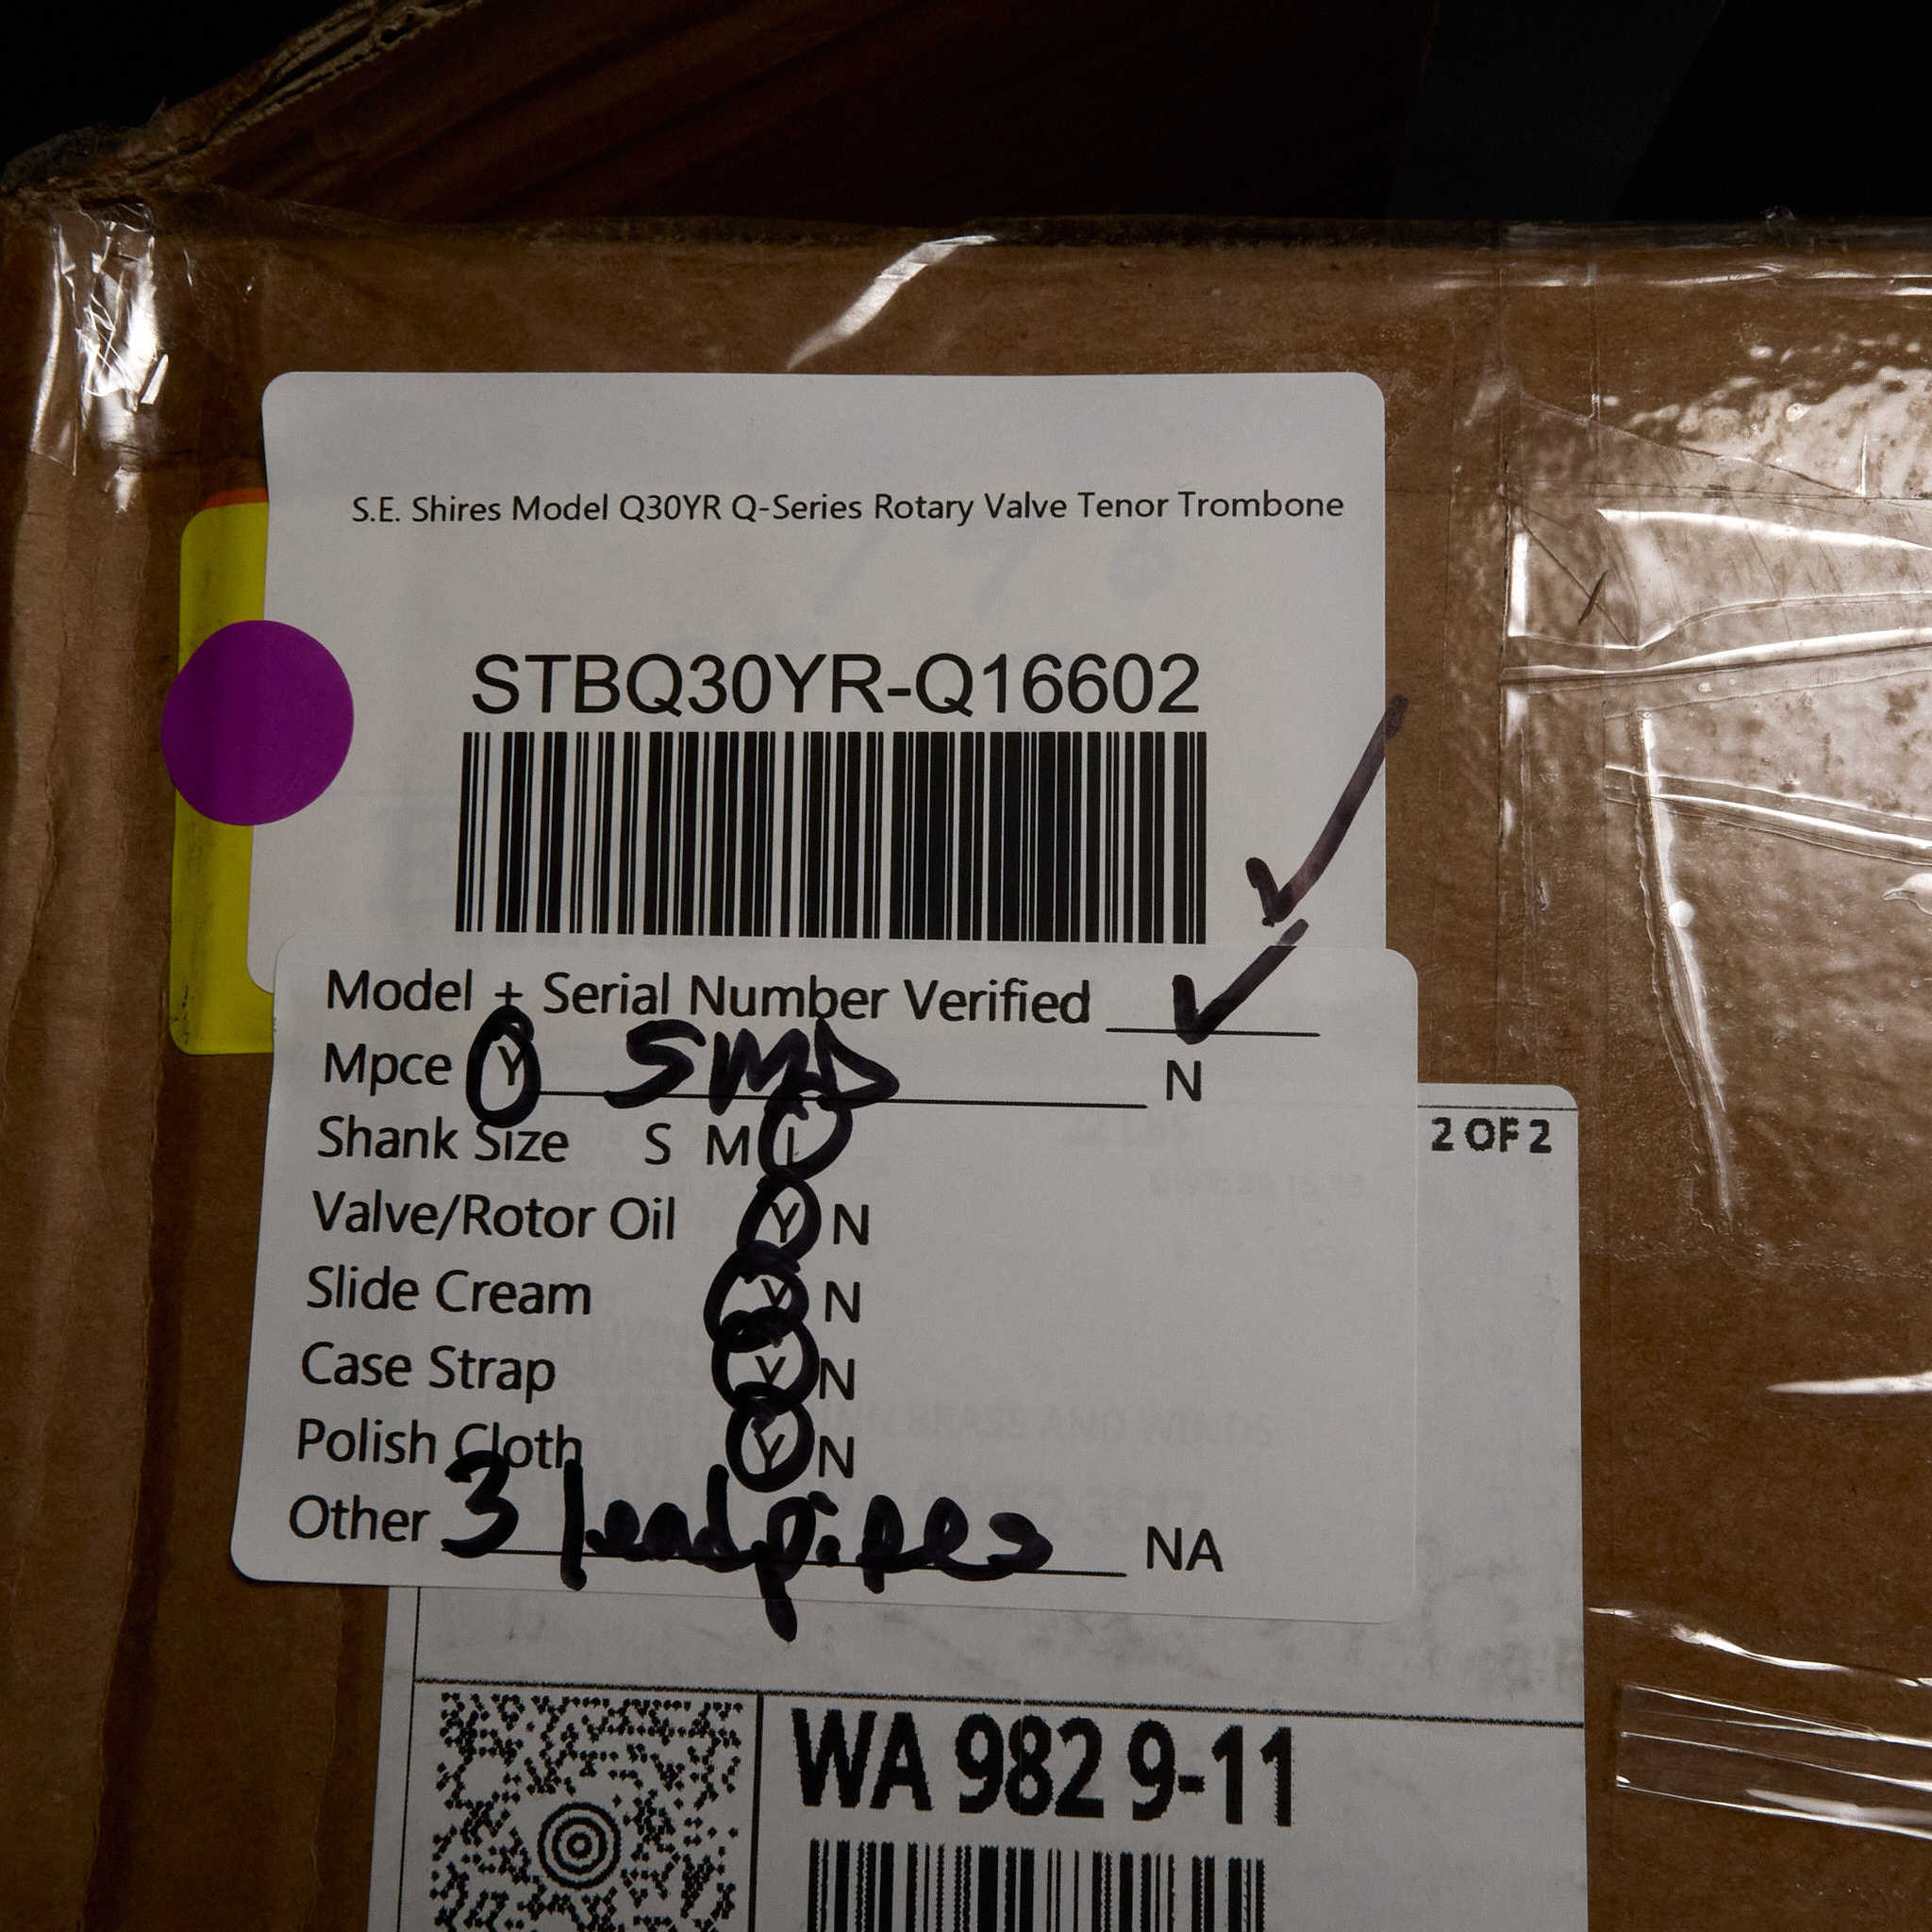 S.E. Shires Model Q30YR Q-Series Rotary Valve Tenor Trombone
STBQ30YR-Q16602
Model + Serial Number Verified ✓
Mpce Y SMD N
Shank Size S M L
Valve/Rotor Oil Y N
Slide Cream Y N
Case Strap Y N
Polish Cloth Y N
Other 3 leadpipes NA
2 OF 2
WA 982 9-11